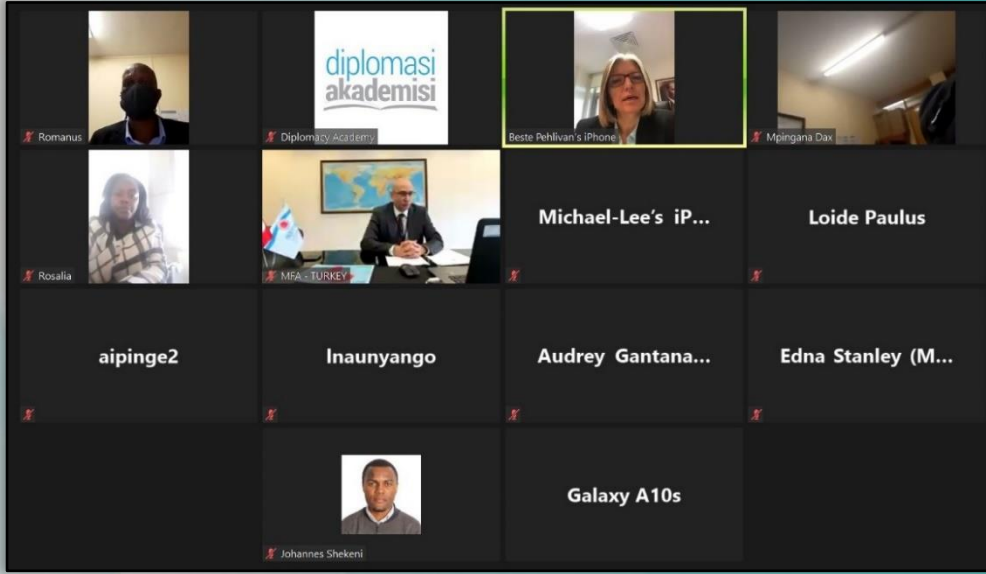 diplomasi
akademisi
Romanus
Diplomacy Academy
Beste Pehlivan's iPhone
Mpingana Dax
Rosalia
MFA - TURKEY
Michael-Lee's iP...
Loide Paulus
aipinge2
lnaunyango
Audrey Gantana...
Edna Stanley (M...
Johannes Shekeni
Galaxy A10s